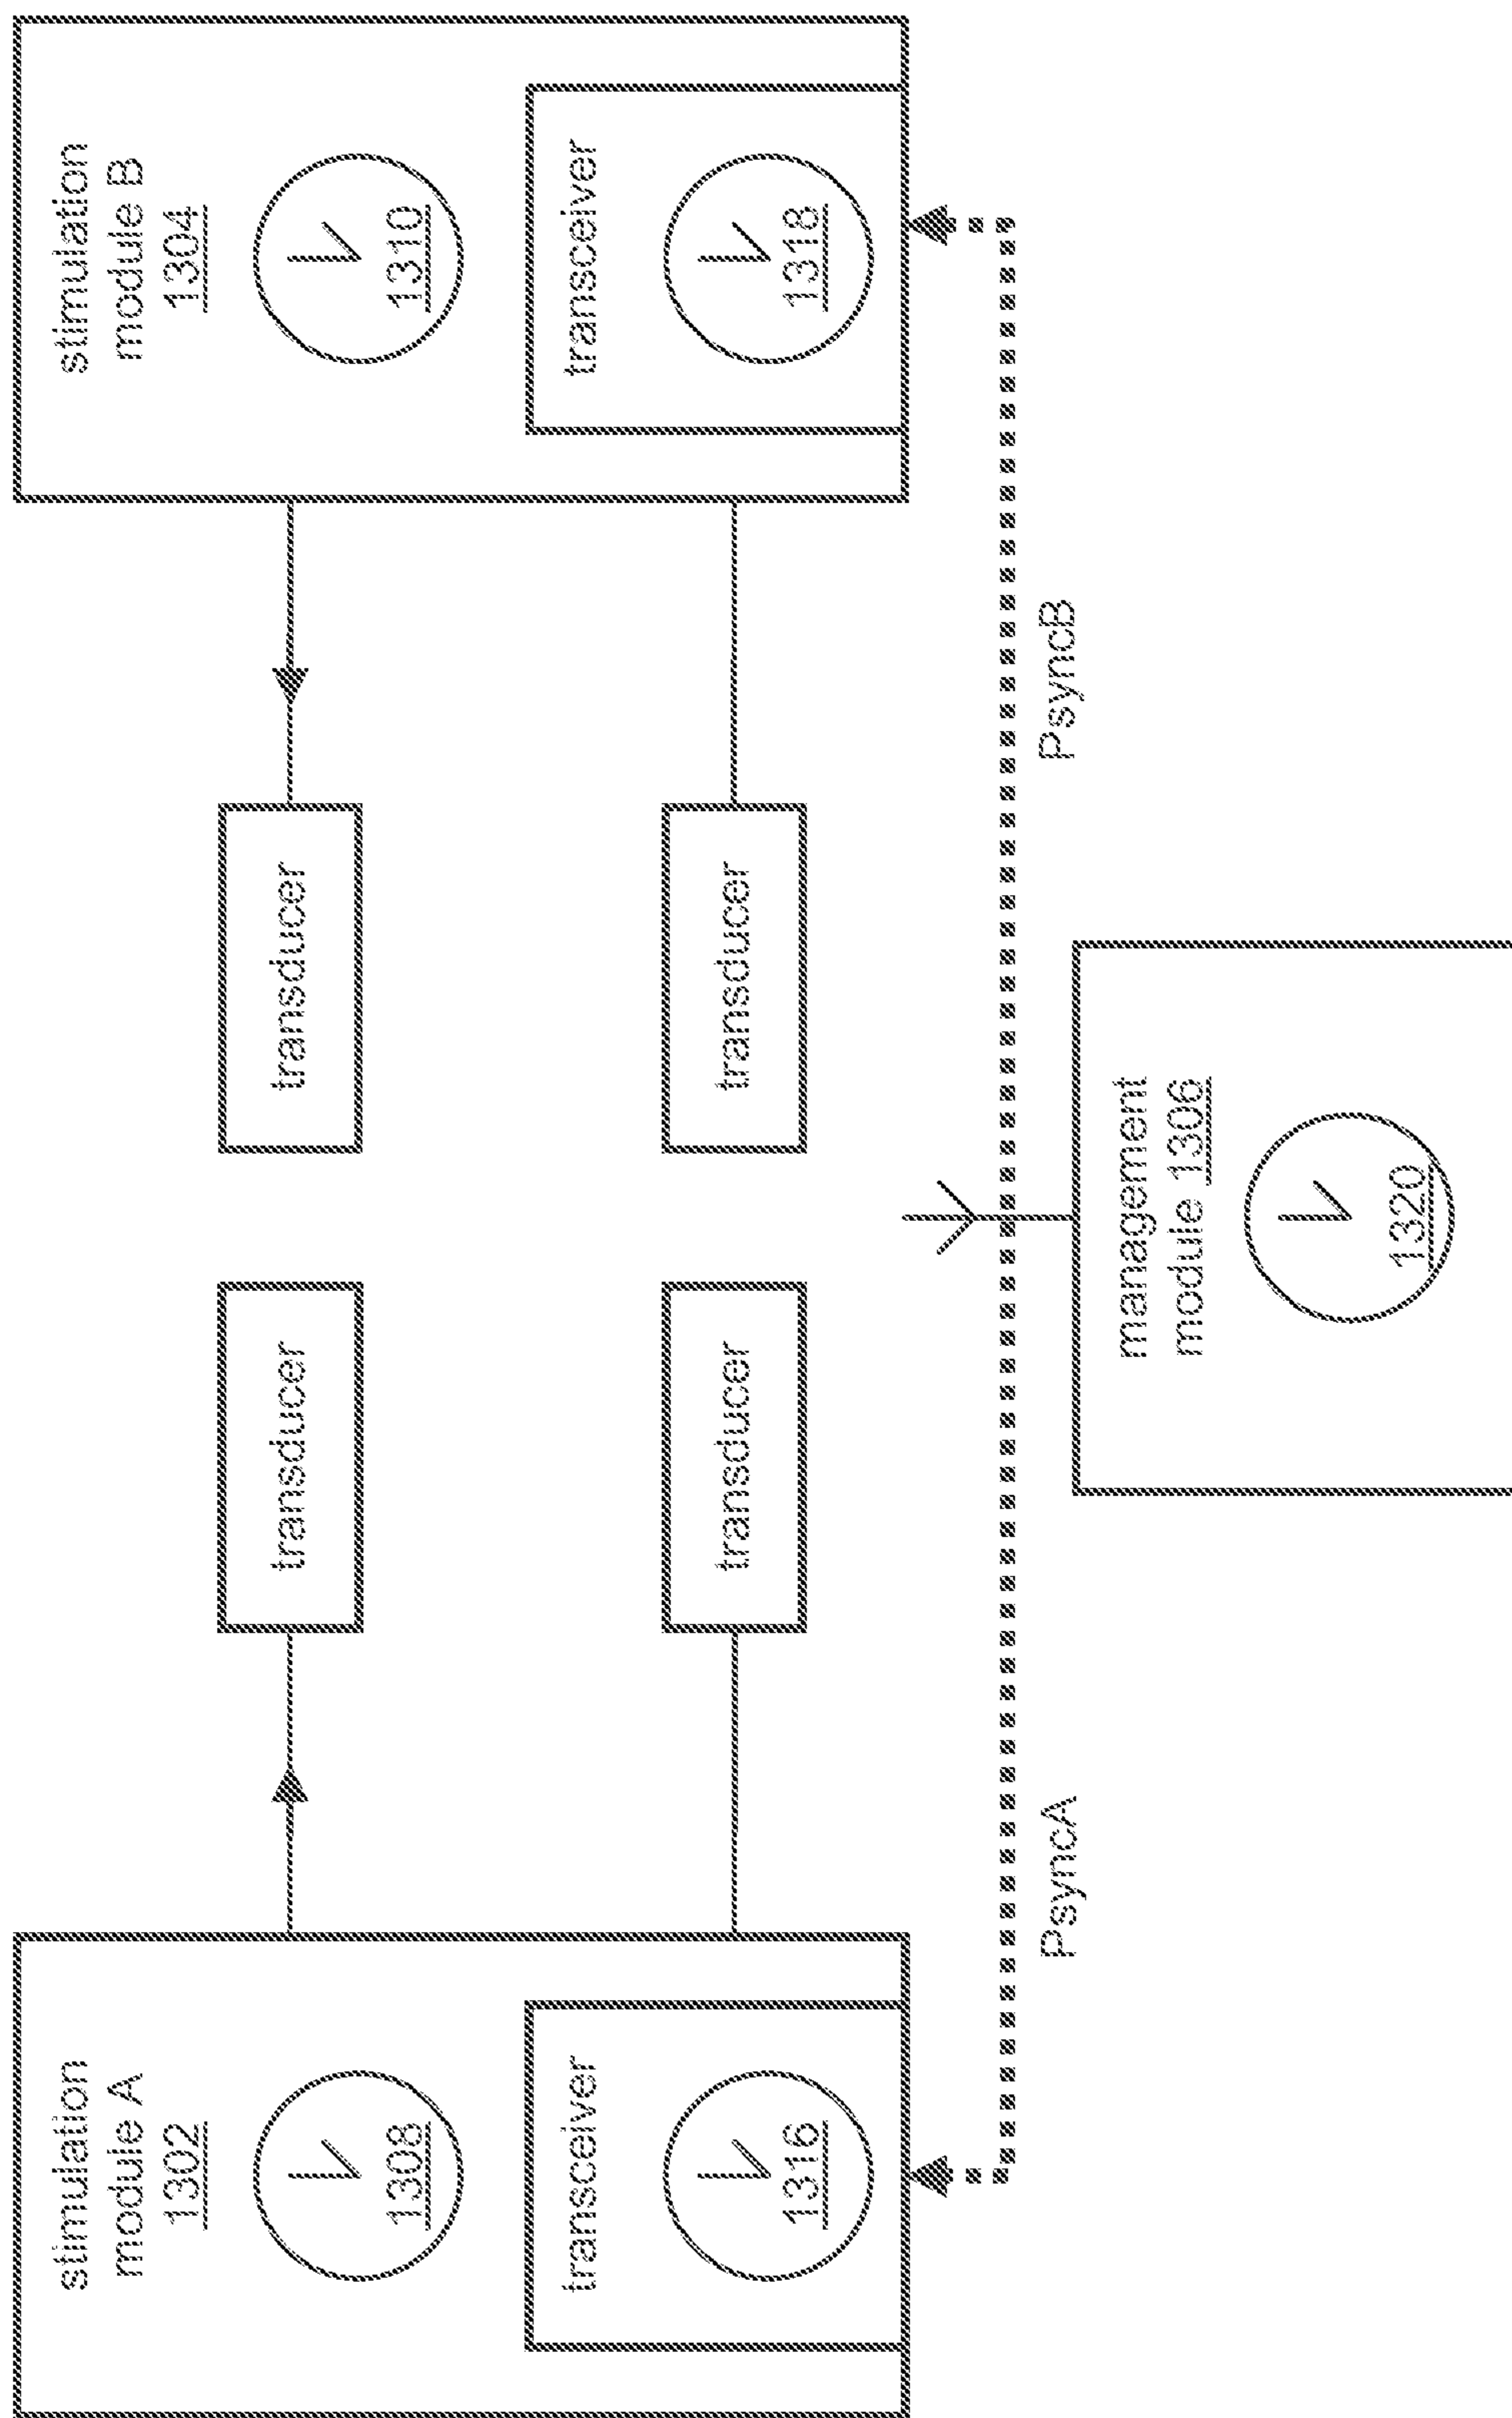 stimulation
module A
1302
1308
transceiver
1316
transducer
transducer
transducer
transducer
stimulation
module B
1304
1310
transceiver
1318
PsyncA
PsyncB
management
module 1306
1320